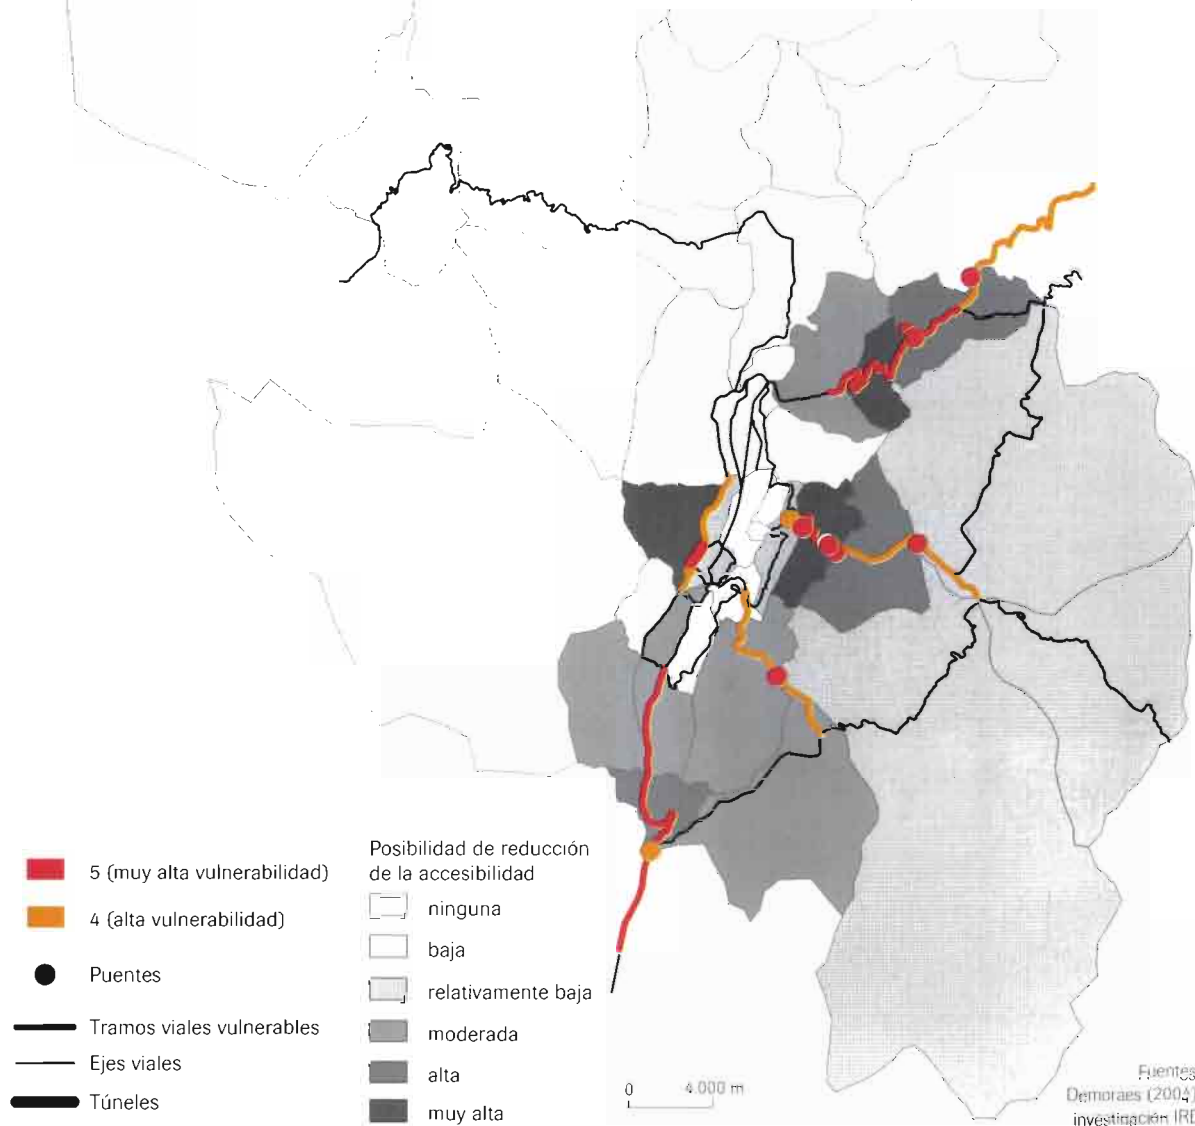 5 (muy alta vulnerabilidad)
4 (alta vulnerabilidad)
Puentes
Tramos viales vulnerables
Ejes viales
Túneles
Posibilidad de reducción
de la accesibilidad
ninguna
baja
relativamente baja
moderada
alta
muy alta
0 4.000 m
Fuentes
Demoraes (2004)
investigación IRD